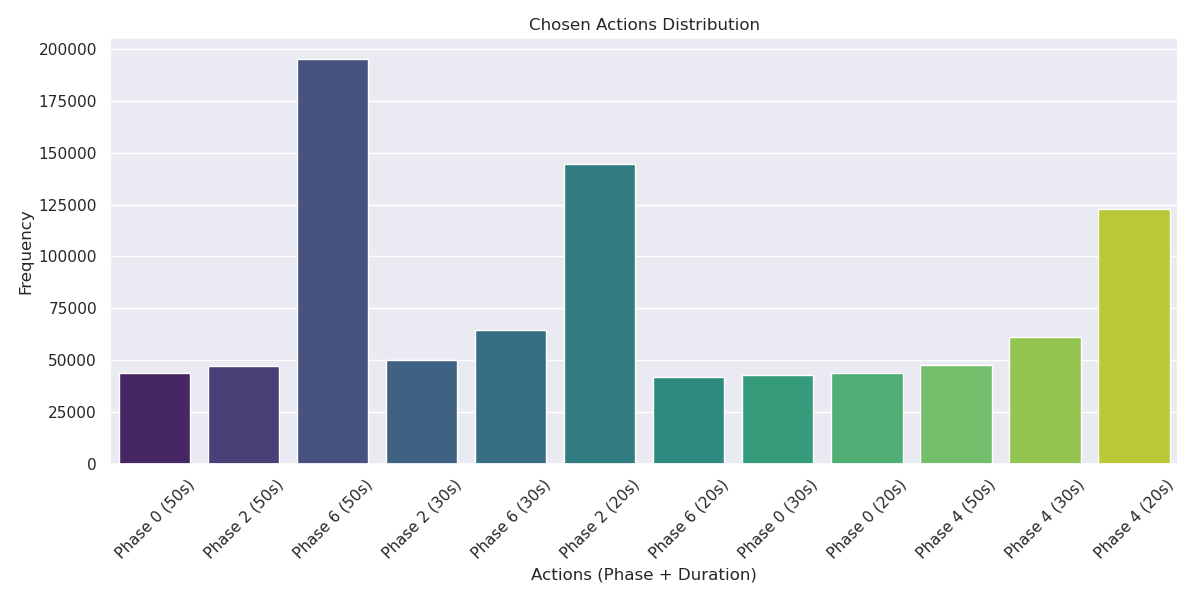 Chosen Actions Distribution
Frequency
200000
175000
150000
125000
100000
75000
50000
25000
0
Phase 0 (50s)
Phase 2 (50s)
Phase 6 (50s)
Phase 2 (30s)
Phase 6 (30s)
Phase 2 (20s)
Phase 6 (20s)
Phase 0 (30s)
Phase 0 (20s)
Phase 4 (50s)
Phase 4 (30s)
Phase 4 (20s)
Actions (Phase + Duration)